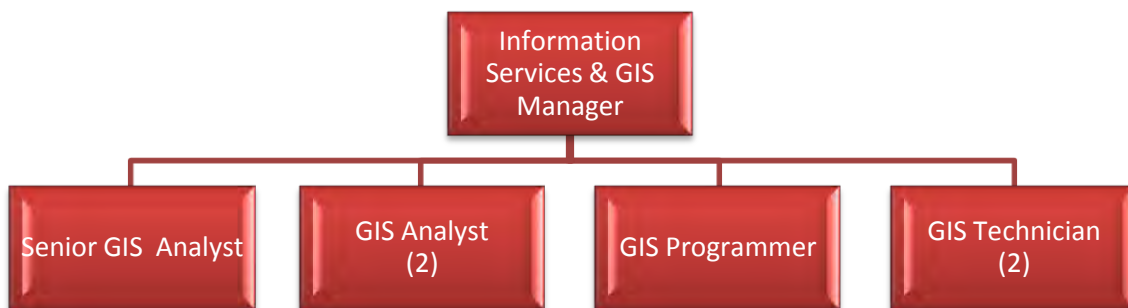 Information
Services & GIS
Manager
Senior GIS  Analyst
GIS Analyst
(2)
GIS Programmer
GIS Technician
(2)